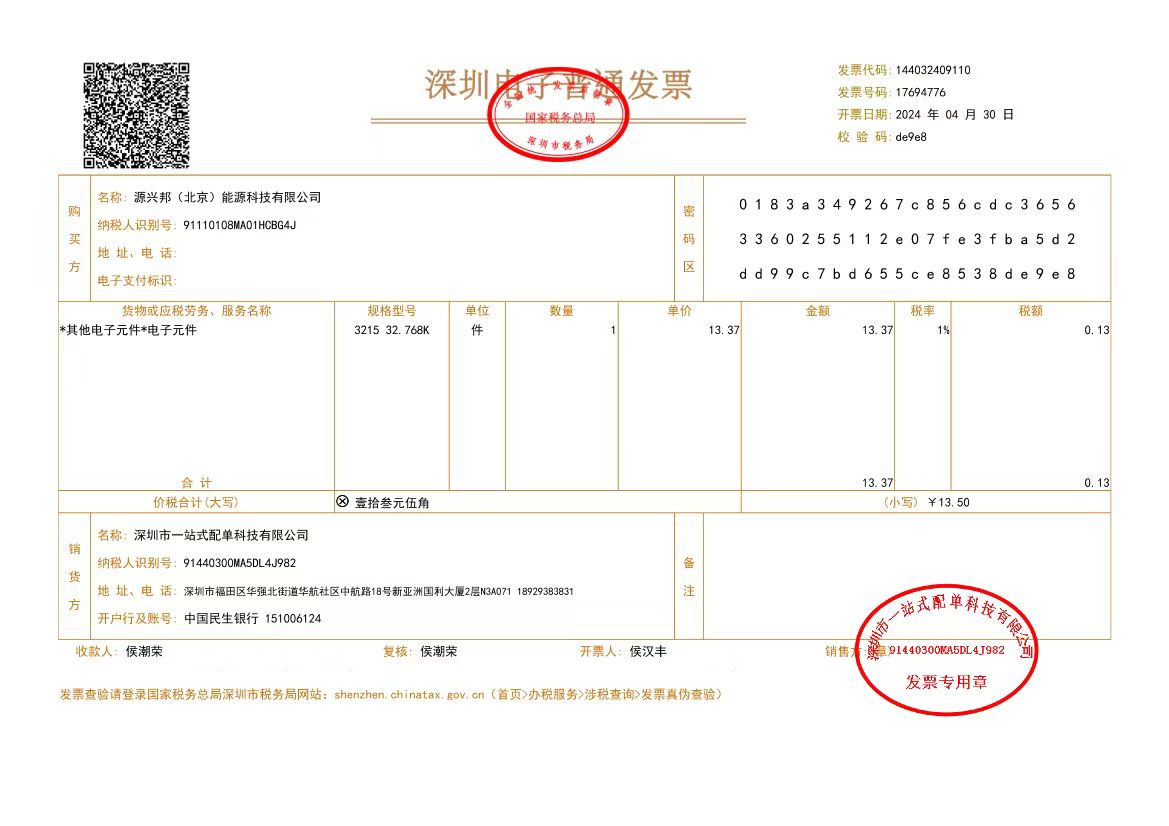 深圳电子普通发票
全国统一发票监制章
国家税务总局
深圳市税务局
发票代码: 144032409110
发票号码: 17694776
开票日期: 2024 年 04 月 30 日
校 验 码: de9e8
购买方
名称: 源兴邦（北京）能源科技有限公司
纳税人识别号: 91110108MA01HCBG4J
地 址、电 话:
电子支付标识:
密码区
0183a349267c856cdc3656
3360255112e07fe3fba5d2
dd99c7bd655ce8538de9e8
货物或应税劳务、服务名称 规格型号 单位 数量 单价 金额 税率 税额
*其他电子元件*电子元件 3215 32.768K 件 1 13.37 13.37 1% 0.13
合 计 13.37 0.13
价税合计(大写) ⊗ 壹拾叁元伍角 (小写) ￥13.50
销货方
名称: 深圳市一站式配单科技有限公司
纳税人识别号: 91440300MA5DL4J982
地 址、电 话: 深圳市福田区华强北街道华航社区中航路18号新亚洲国利大厦2层N3A071 18929383831
开户行及账号: 中国民生银行 151006124
备注
收款人: 侯潮荣 复核: 侯潮荣 开票人: 侯汉丰 销售方:(章)
深圳市一站式配单科技有限公司
91440300MA5DL4J982
发票专用章
发票查验请登录国家税务总局深圳市税务局网站: shenzhen.chinatax.gov.cn（首页>办税服务>涉税查询>发票真伪查验）